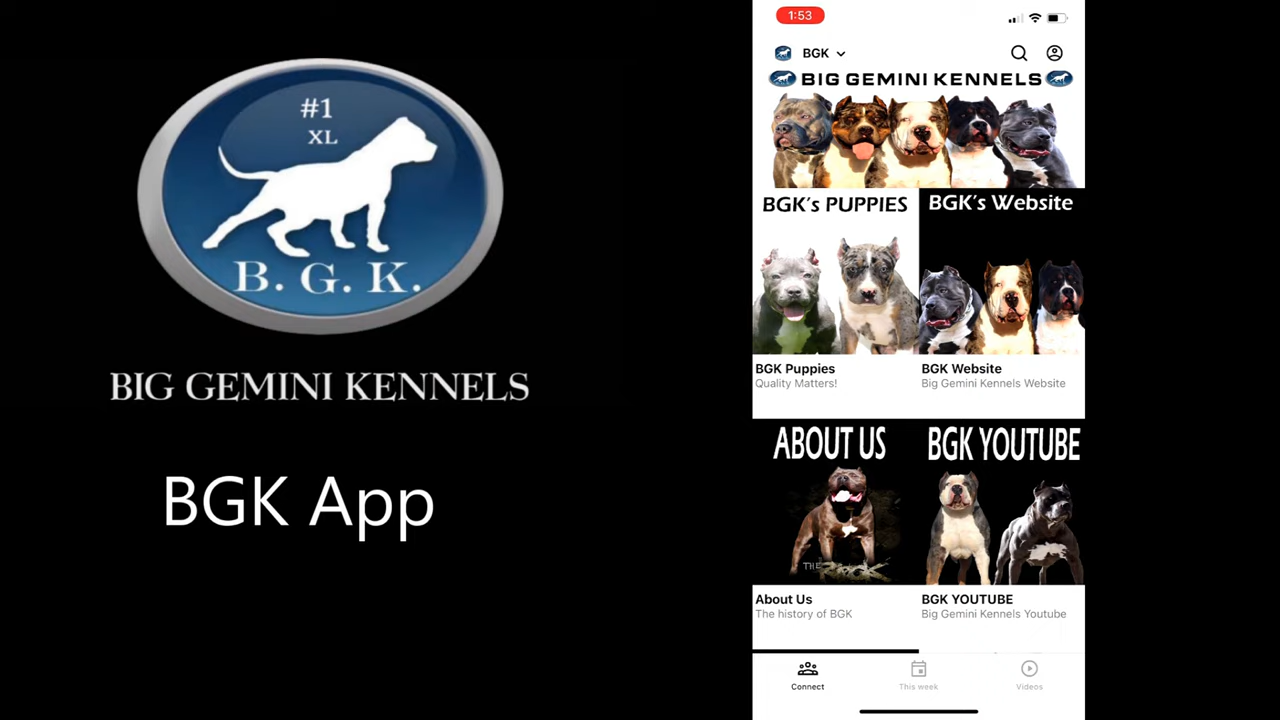 #1
XL
B. G. K.
BIG GEMINI KENNELS
BGK App
1:53
BGK
BIG GEMINI KENNELS
BGK's PUPPIES
BGK's Website
BGK Puppies
Quality Matters!
BGK Website
Big Gemini Kennels Website
ABOUT US
BGK YOUTUBE
THE
About Us
The history of BGK
BGK YOUTUBE
Big Gemini Kennels Youtube
Connect
This week
Videos